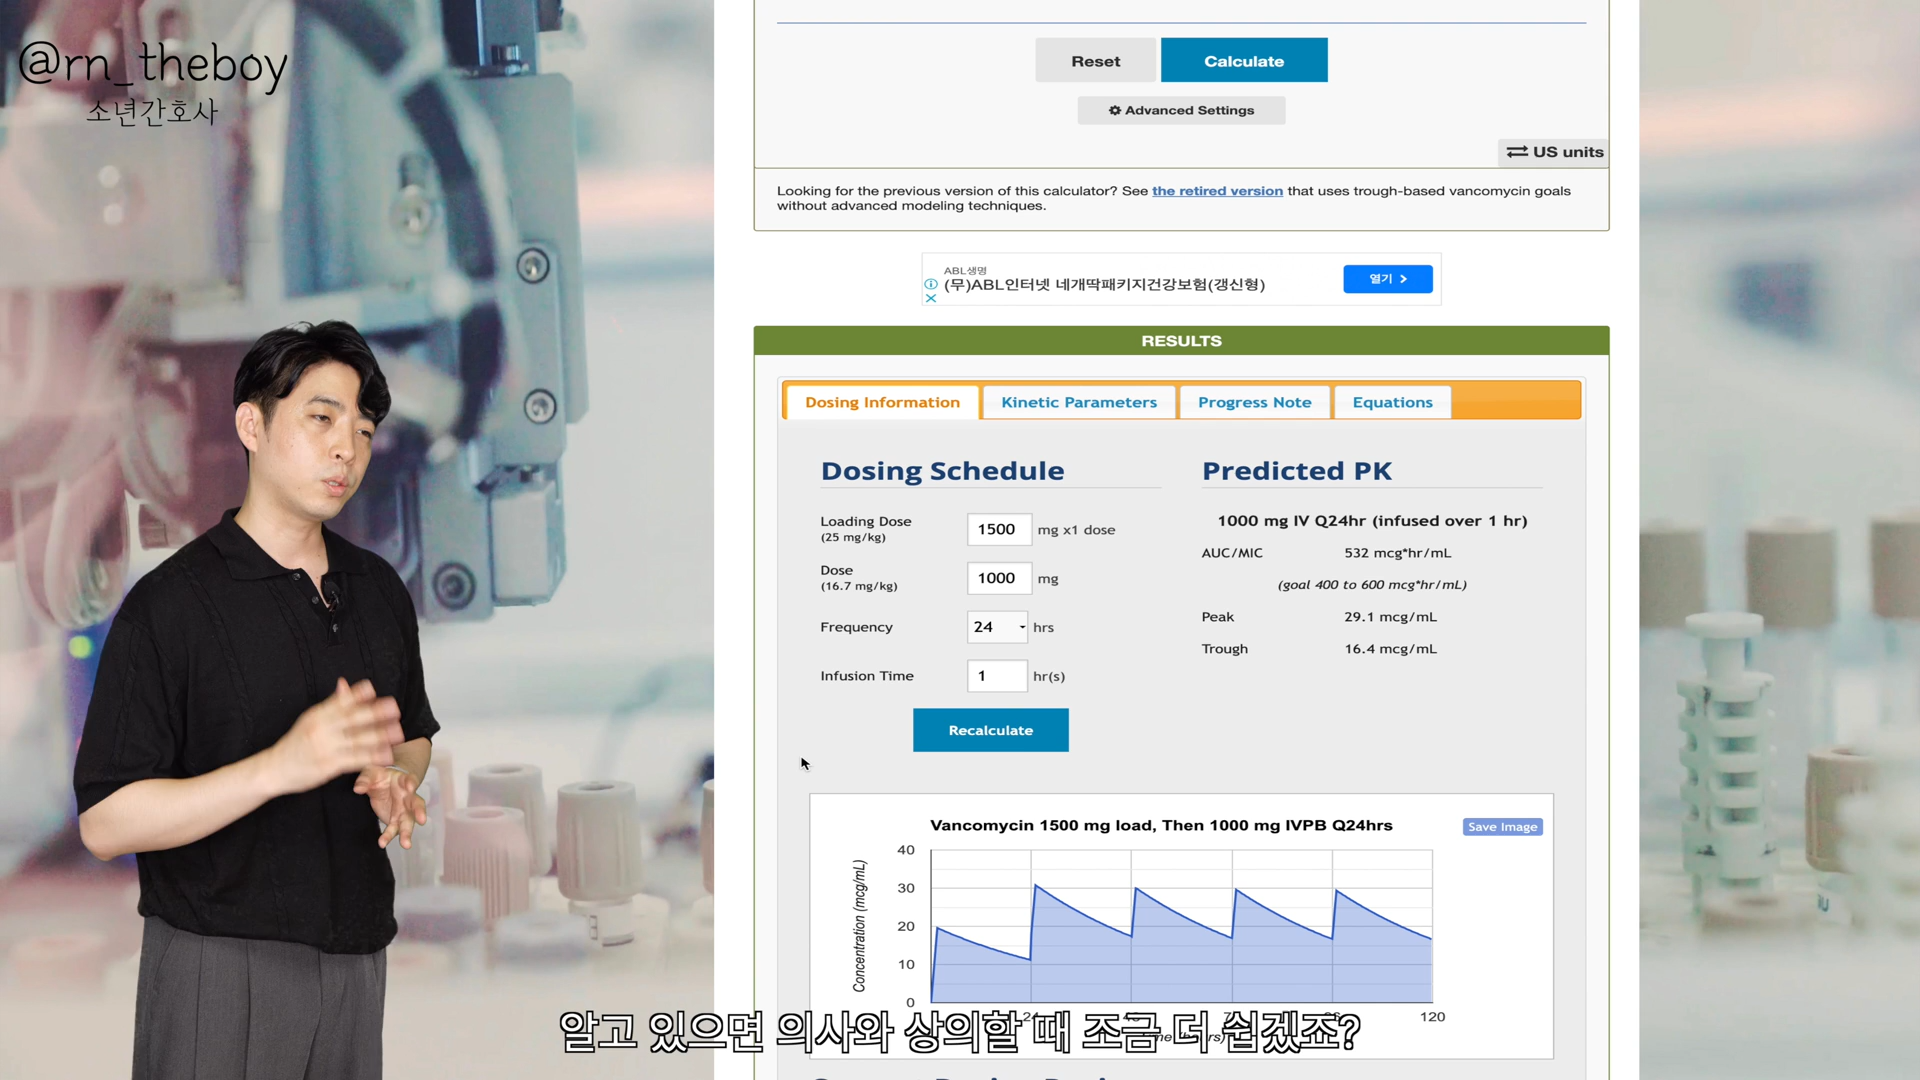 @rn_theboy
소년간호사
Reset
Calculate
Advanced Settings
US units
Looking for the previous version of this calculator? See the retired version that uses trough-based vancomycin goals
without advanced modeling techniques.
ABL생명
(무)ABL인터넷 네개딱패키지건강보험(갱신형)
열기 >
RESULTS
Dosing Information
Kinetic Parameters
Progress Note
Equations
Dosing Schedule
Loading Dose
(25 mg/kg)
1500
mg x1 dose
Dose
(16.7 mg/kg)
1000
mg
Frequency
24
hrs
Infusion Time
1
hr(s)
Recalculate
Predicted PK
1000 mg IV Q24hr (infused over 1 hr)
AUC/MIC 532 mcg*hr/mL
(goal 400 to 600 mcg*hr/mL)
Peak 29.1 mcg/mL
Trough 16.4 mcg/mL
Vancomycin 1500 mg load, Then 1000 mg IVPB Q24hrs
Save Image
Concentration (mcg/mL)
40
30
20
10
0
120
알고 있으면 의사와 상의할 때 조금 더 쉽겠죠?